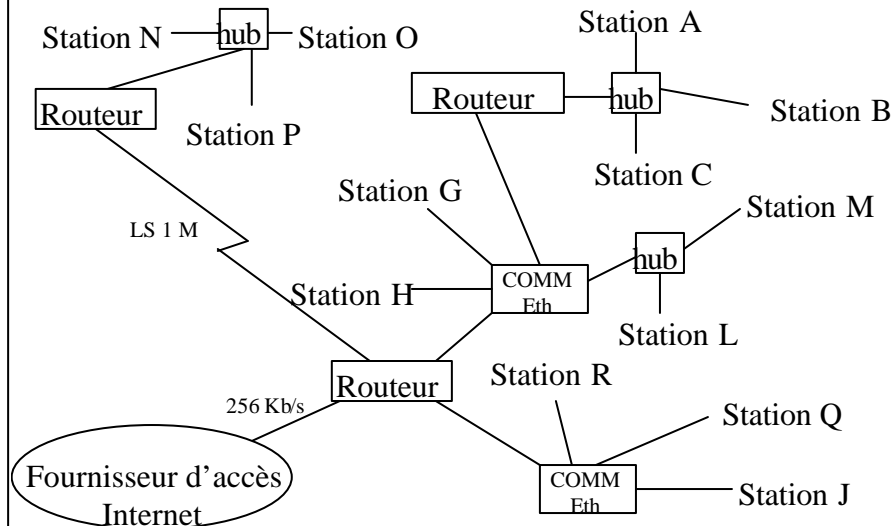 Station A
Station N
hub
Station O
Routeur
Routeur
hub
Station B
Station P
Station C
Station G
Station M
LS 1 M
hub
COMM
Eth
Station H
Station L
Routeur
Station R
256 Kb/s
Station Q
Fournisseur d’accès
Internet
COMM
Eth
Station J